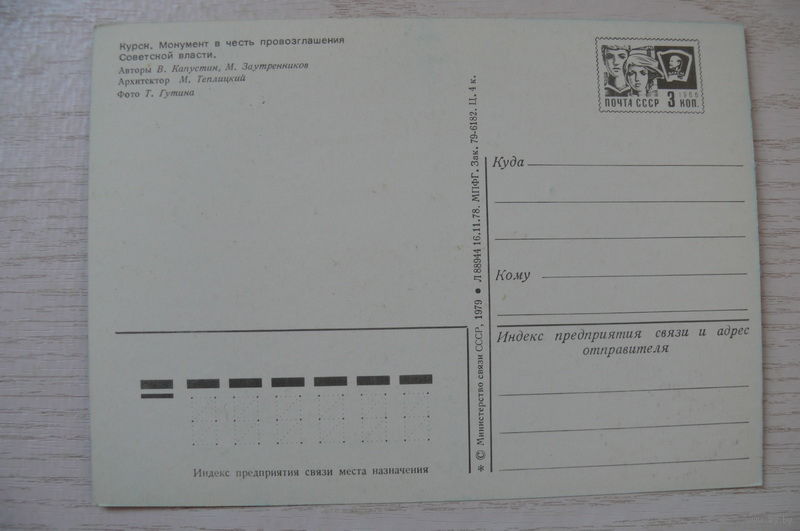 Курск. Монумент в честь провозглашения
Советской власти.
Авторы В. Капустин, М. Заутренников
Архитектор М. Теплицкий
Фото Т. Гутина
1966
ПОЧТА СССР 3 КОП.
Куда
Кому
Индекс предприятия связи и адрес
отправителя
✳ © Министерство связи СССР, 1979 ● Л 88944 16.11.78. МПФГ. Зак. 79-6182. Ц. 4 к.
Индекс предприятия связи места назначения